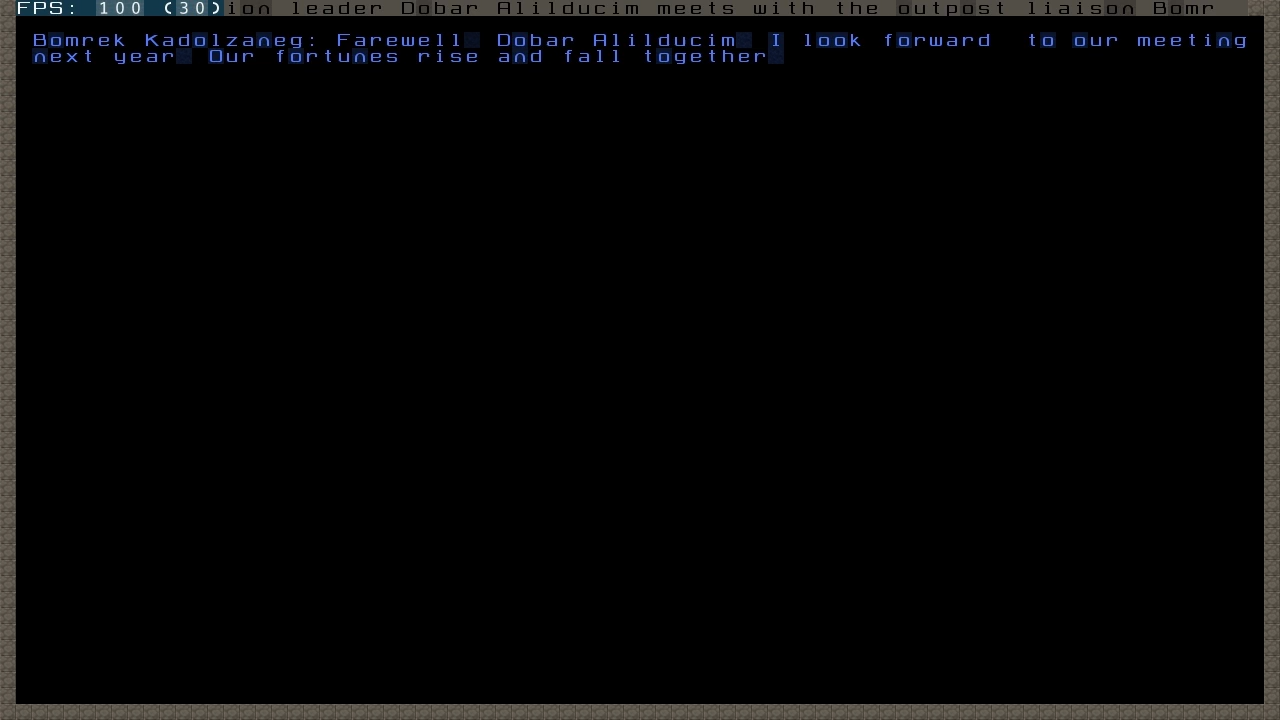 FPS: 100 (30)ion leader Dobar Alilducim meets with the outpost liaison Bomr
Bomrek Kadolzaneg: Farewell  Dobar Alilducim  I look forward  to our meeting
next year  Our fortunes rise and fall together